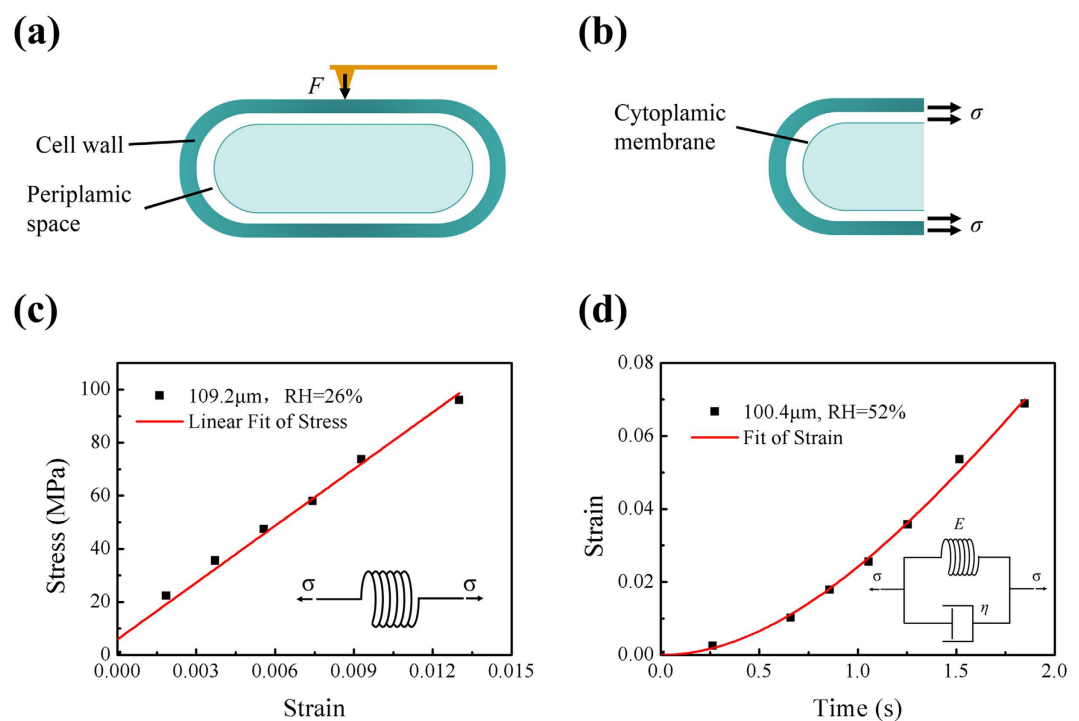 (a)
F
Cell wall
Periplamic
space
(b)
Cytoplamic
membrane
σ
σ
(c)
Stress (MPa)
100
80
60
40
20
0
109.2μm, RH=26%
Linear Fit of Stress
σ
σ
0.000
0.003
0.006
0.009
0.012
0.015
Strain
(d)
Strain
0.08
0.06
0.04
0.02
0.00
100.4μm, RH=52%
Fit of Strain
E
σ
σ
η
0.0
0.5
1.0
1.5
2.0
Time (s)